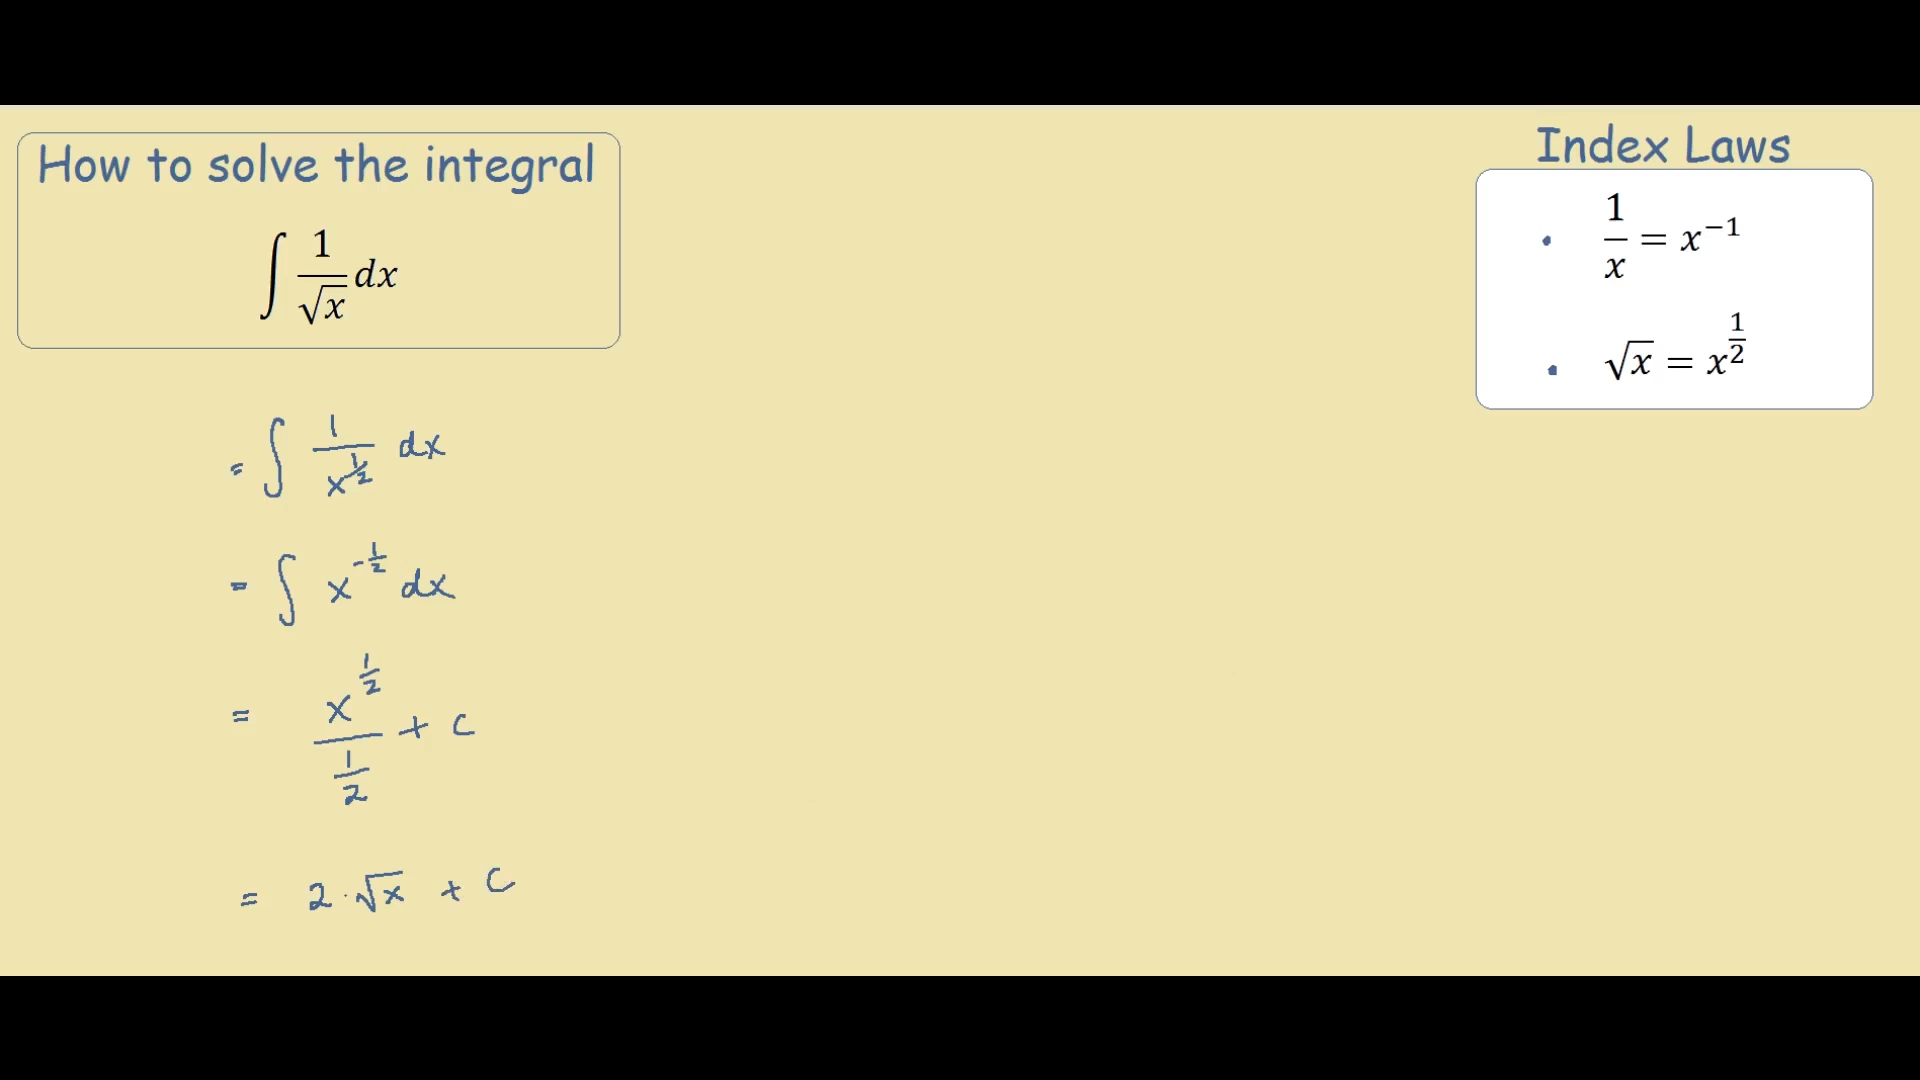 How to solve the integral
∫ 1/√x dx
= ∫ 1/x^(1/2) dx
= ∫ x^(-1/2) dx
= x^(1/2)/(1/2) + c
= 2·√x + C
Index Laws
• 1/x = x^(-1)
• √x = x^(1/2)